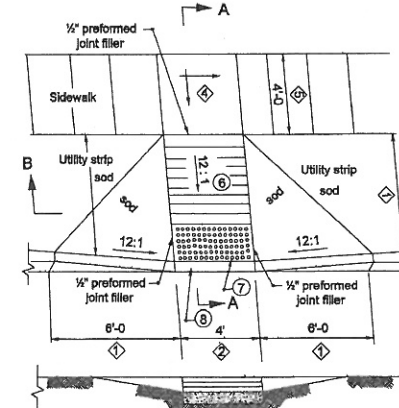 A
½" preformed
joint filler
Sidewalk
4
4'-0
5
B
Utility strip
sod
sod
12:1
6
sod
Utility strip
sod
1
12:1
12:1
½" preformed
joint filler
A
7
½" preformed
joint filler
8
6'-0
4'
6'-0
1
2
1